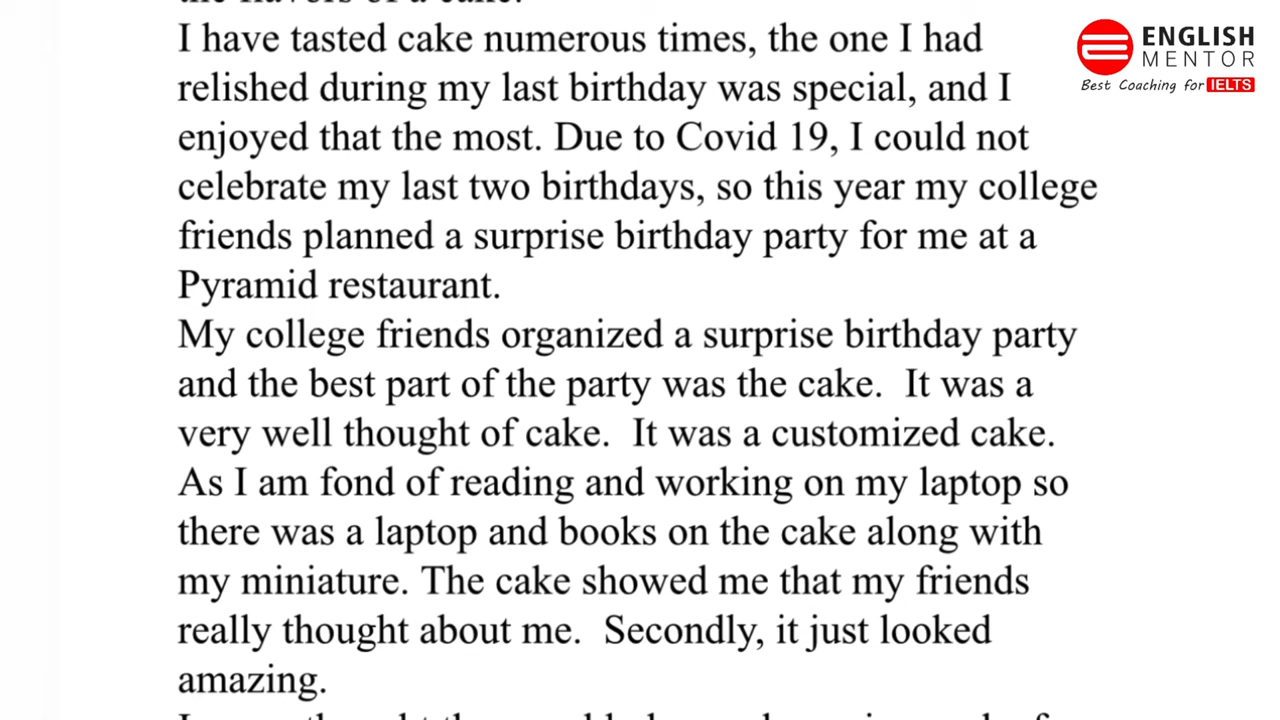 the flavors of a cake.
I have tasted cake numerous times, the one I had
relished during my last birthday was special, and I
enjoyed that the most. Due to Covid 19, I could not
celebrate my last two birthdays, so this year my college
friends planned a surprise birthday party for me at a
Pyramid restaurant.
My college friends organized a surprise birthday party
and the best part of the party was the cake.  It was a
very well thought of cake.  It was a customized cake.
As I am fond of reading and working on my laptop so
there was a laptop and books on the cake along with
my miniature. The cake showed me that my friends
really thought about me.  Secondly, it just looked
amazing.
ENGLISH
MENTOR
Best Coaching for IELTS